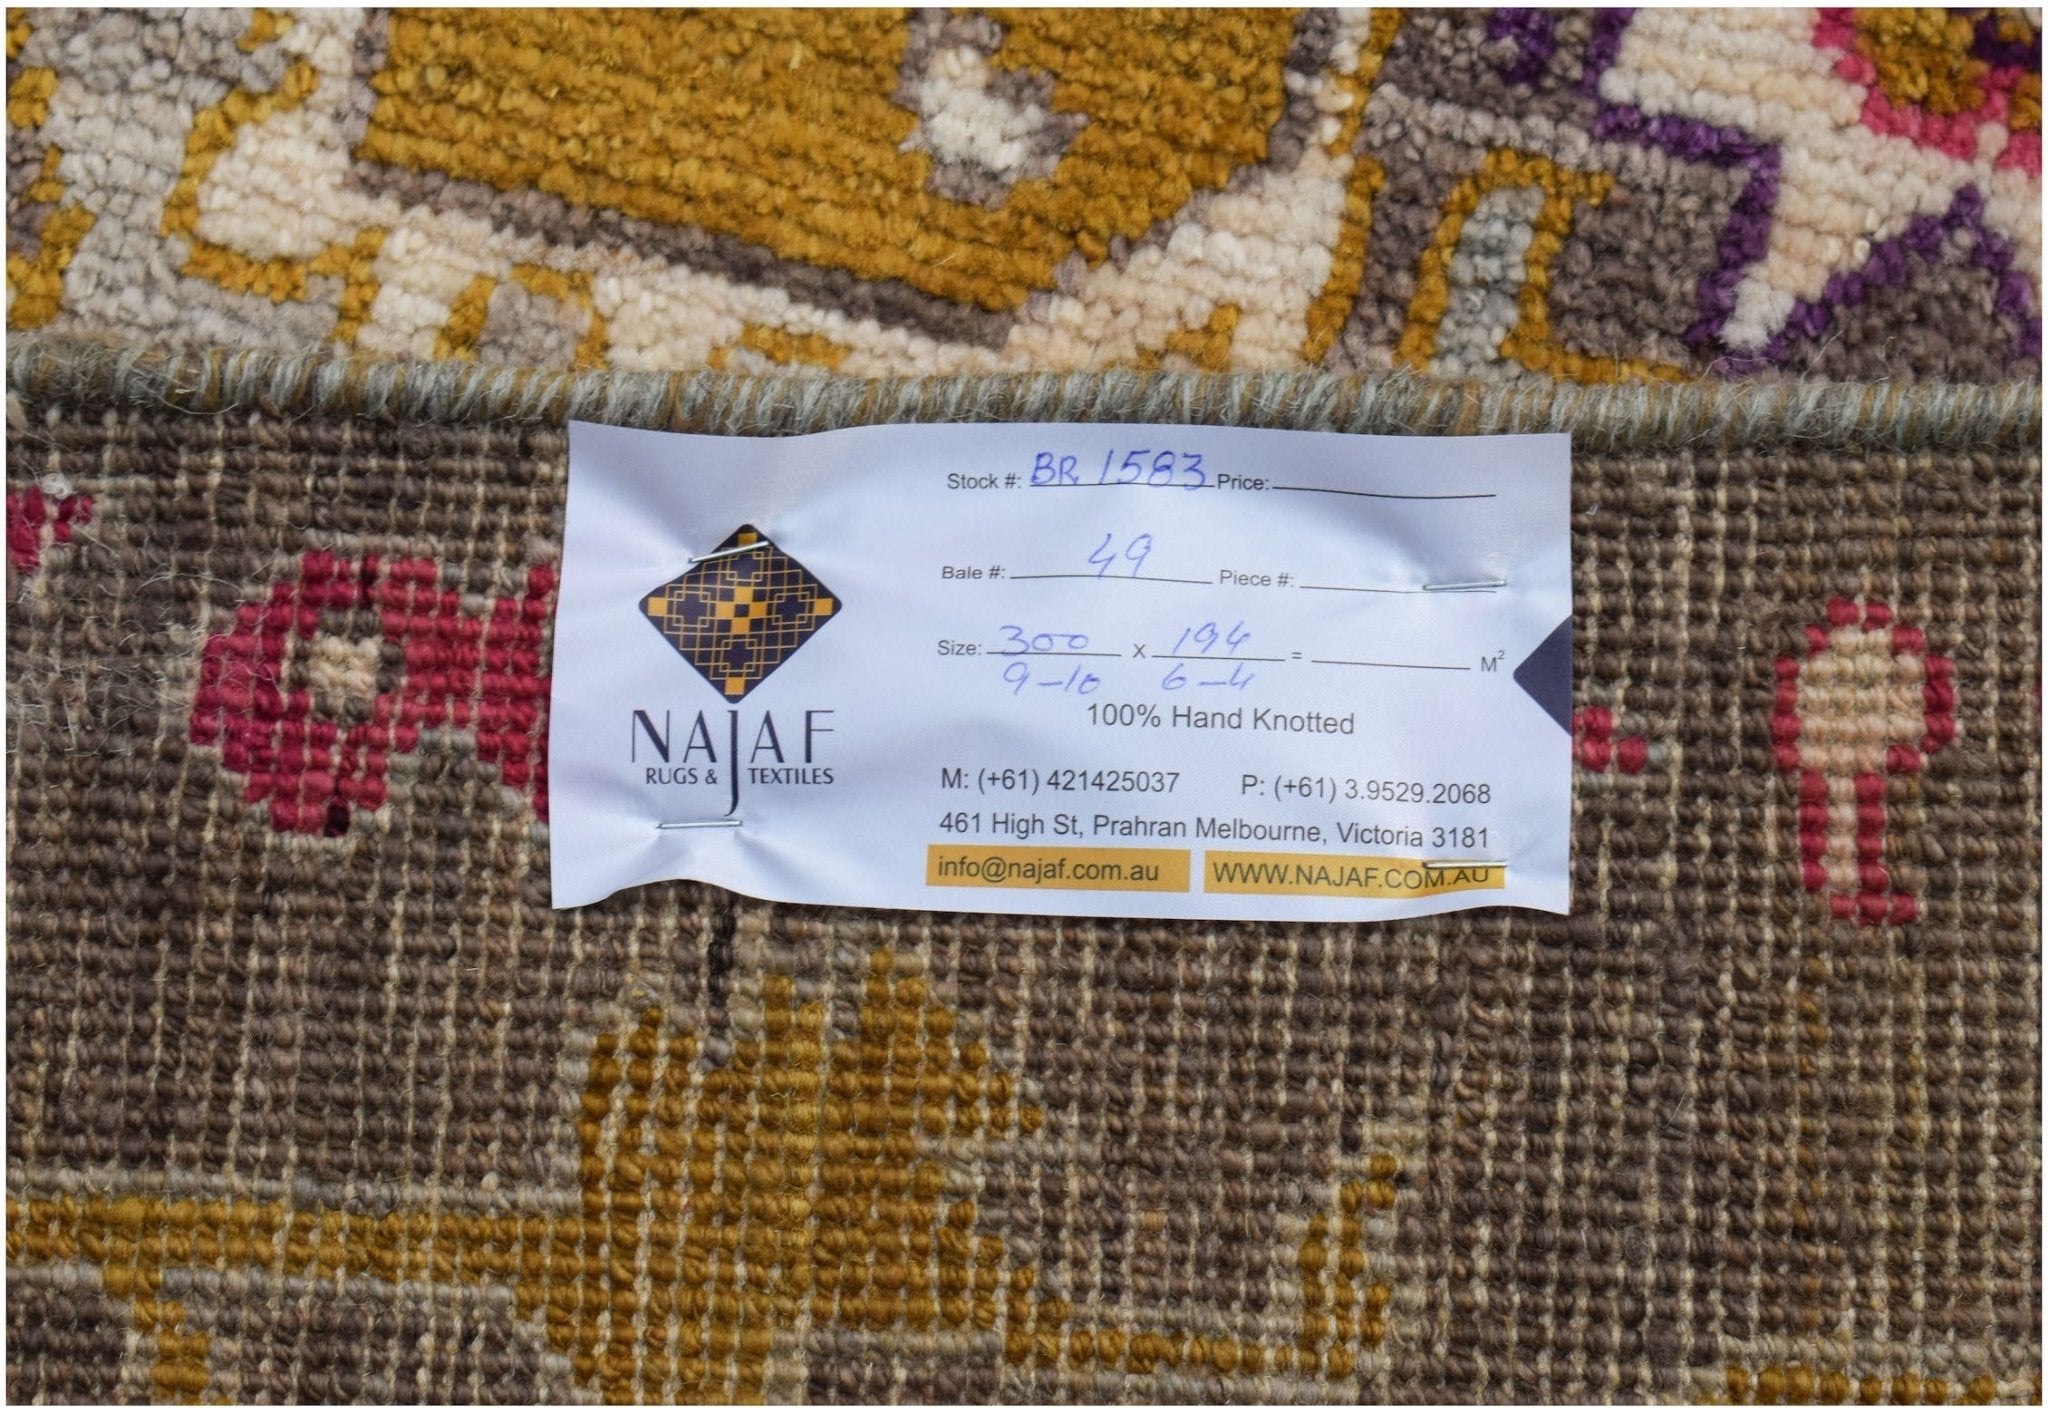 Stock #: BR 1583 Price:
Bale #: 49 Piece #:
Size: 300 x 194 = M²
9-10 6-4
100% Hand Knotted
NAJAF
RUGS & TEXTILES
M: (+61) 421425037 P: (+61) 3.9529.2068
461 High St, Prahran Melbourne, Victoria 3181
info@najaf.com.au WWW.NAJAF.COM.AU